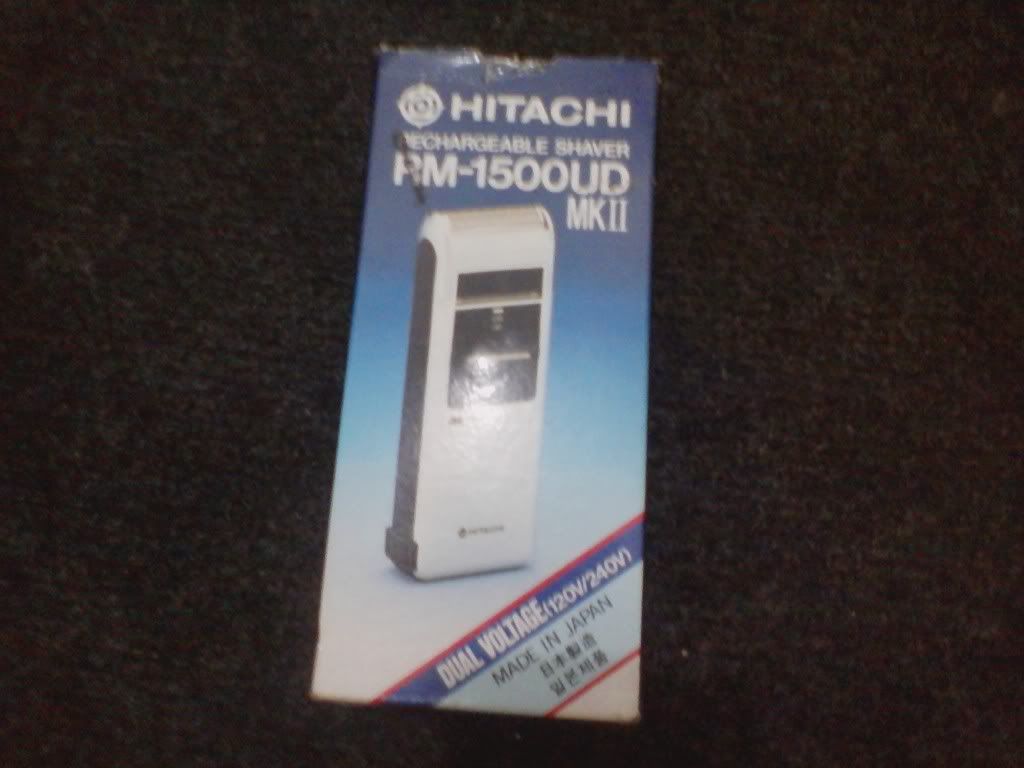 HITACHI
RECHARGEABLE SHAVER
RM-1500UD
MKII
HITACHI
DUAL VOLTAGE(120V/240V)
MADE IN JAPAN
日本製造
일본제품